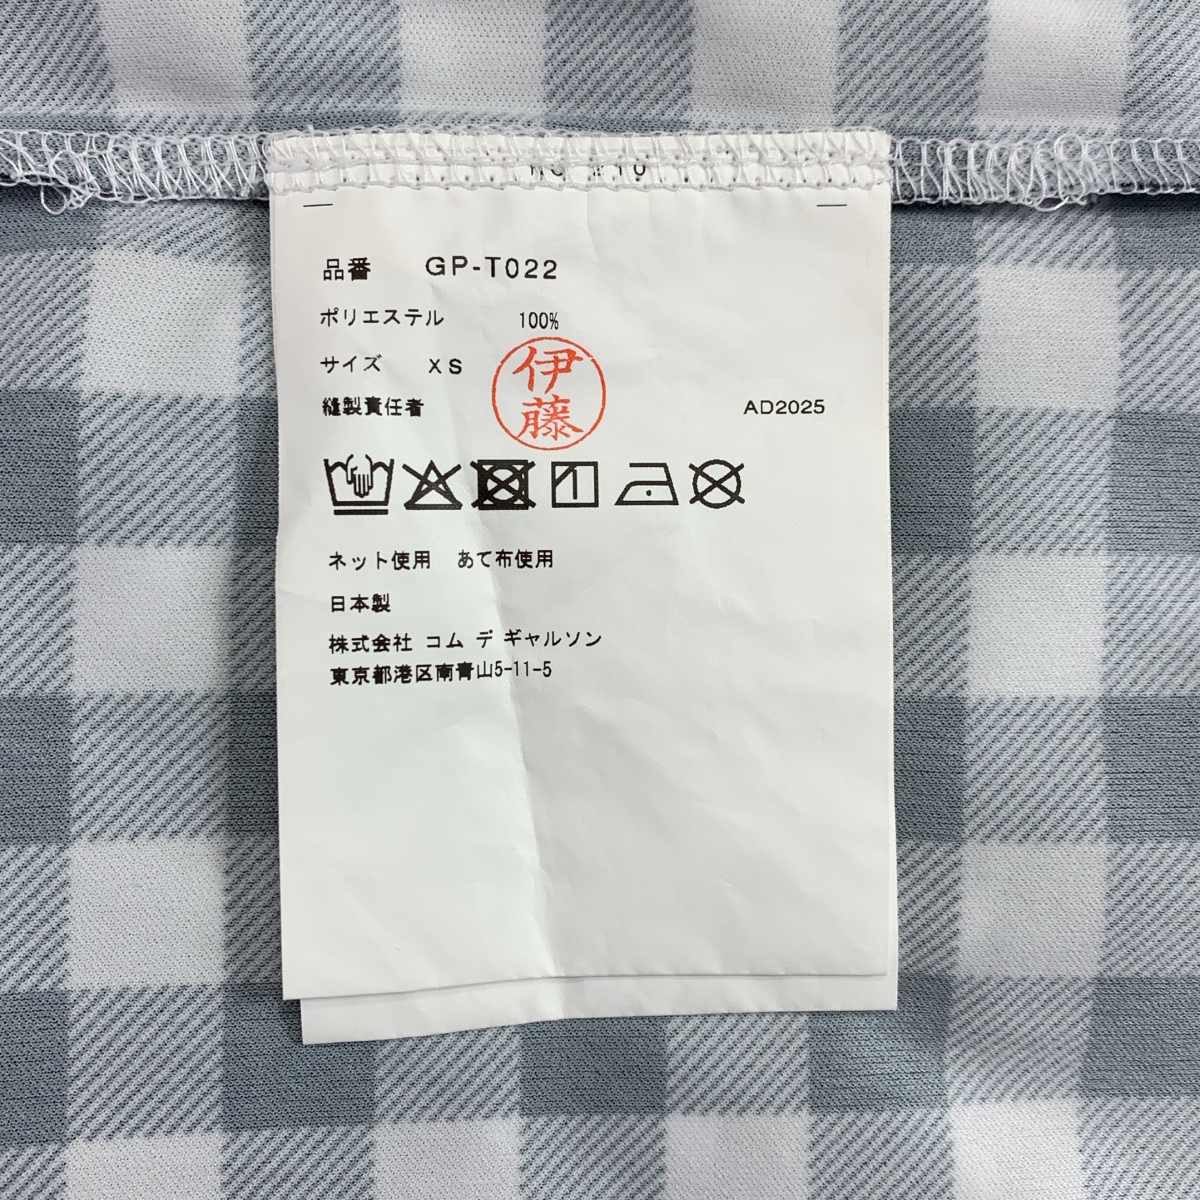 品番 GP-T022
ポリエステル 100%
サイズ XS
伊藤
縫製責任者 AD2025
ネット使用 あて布使用
日本製
株式会社 コム デ ギャルソン
東京都港区南青山5-11-5